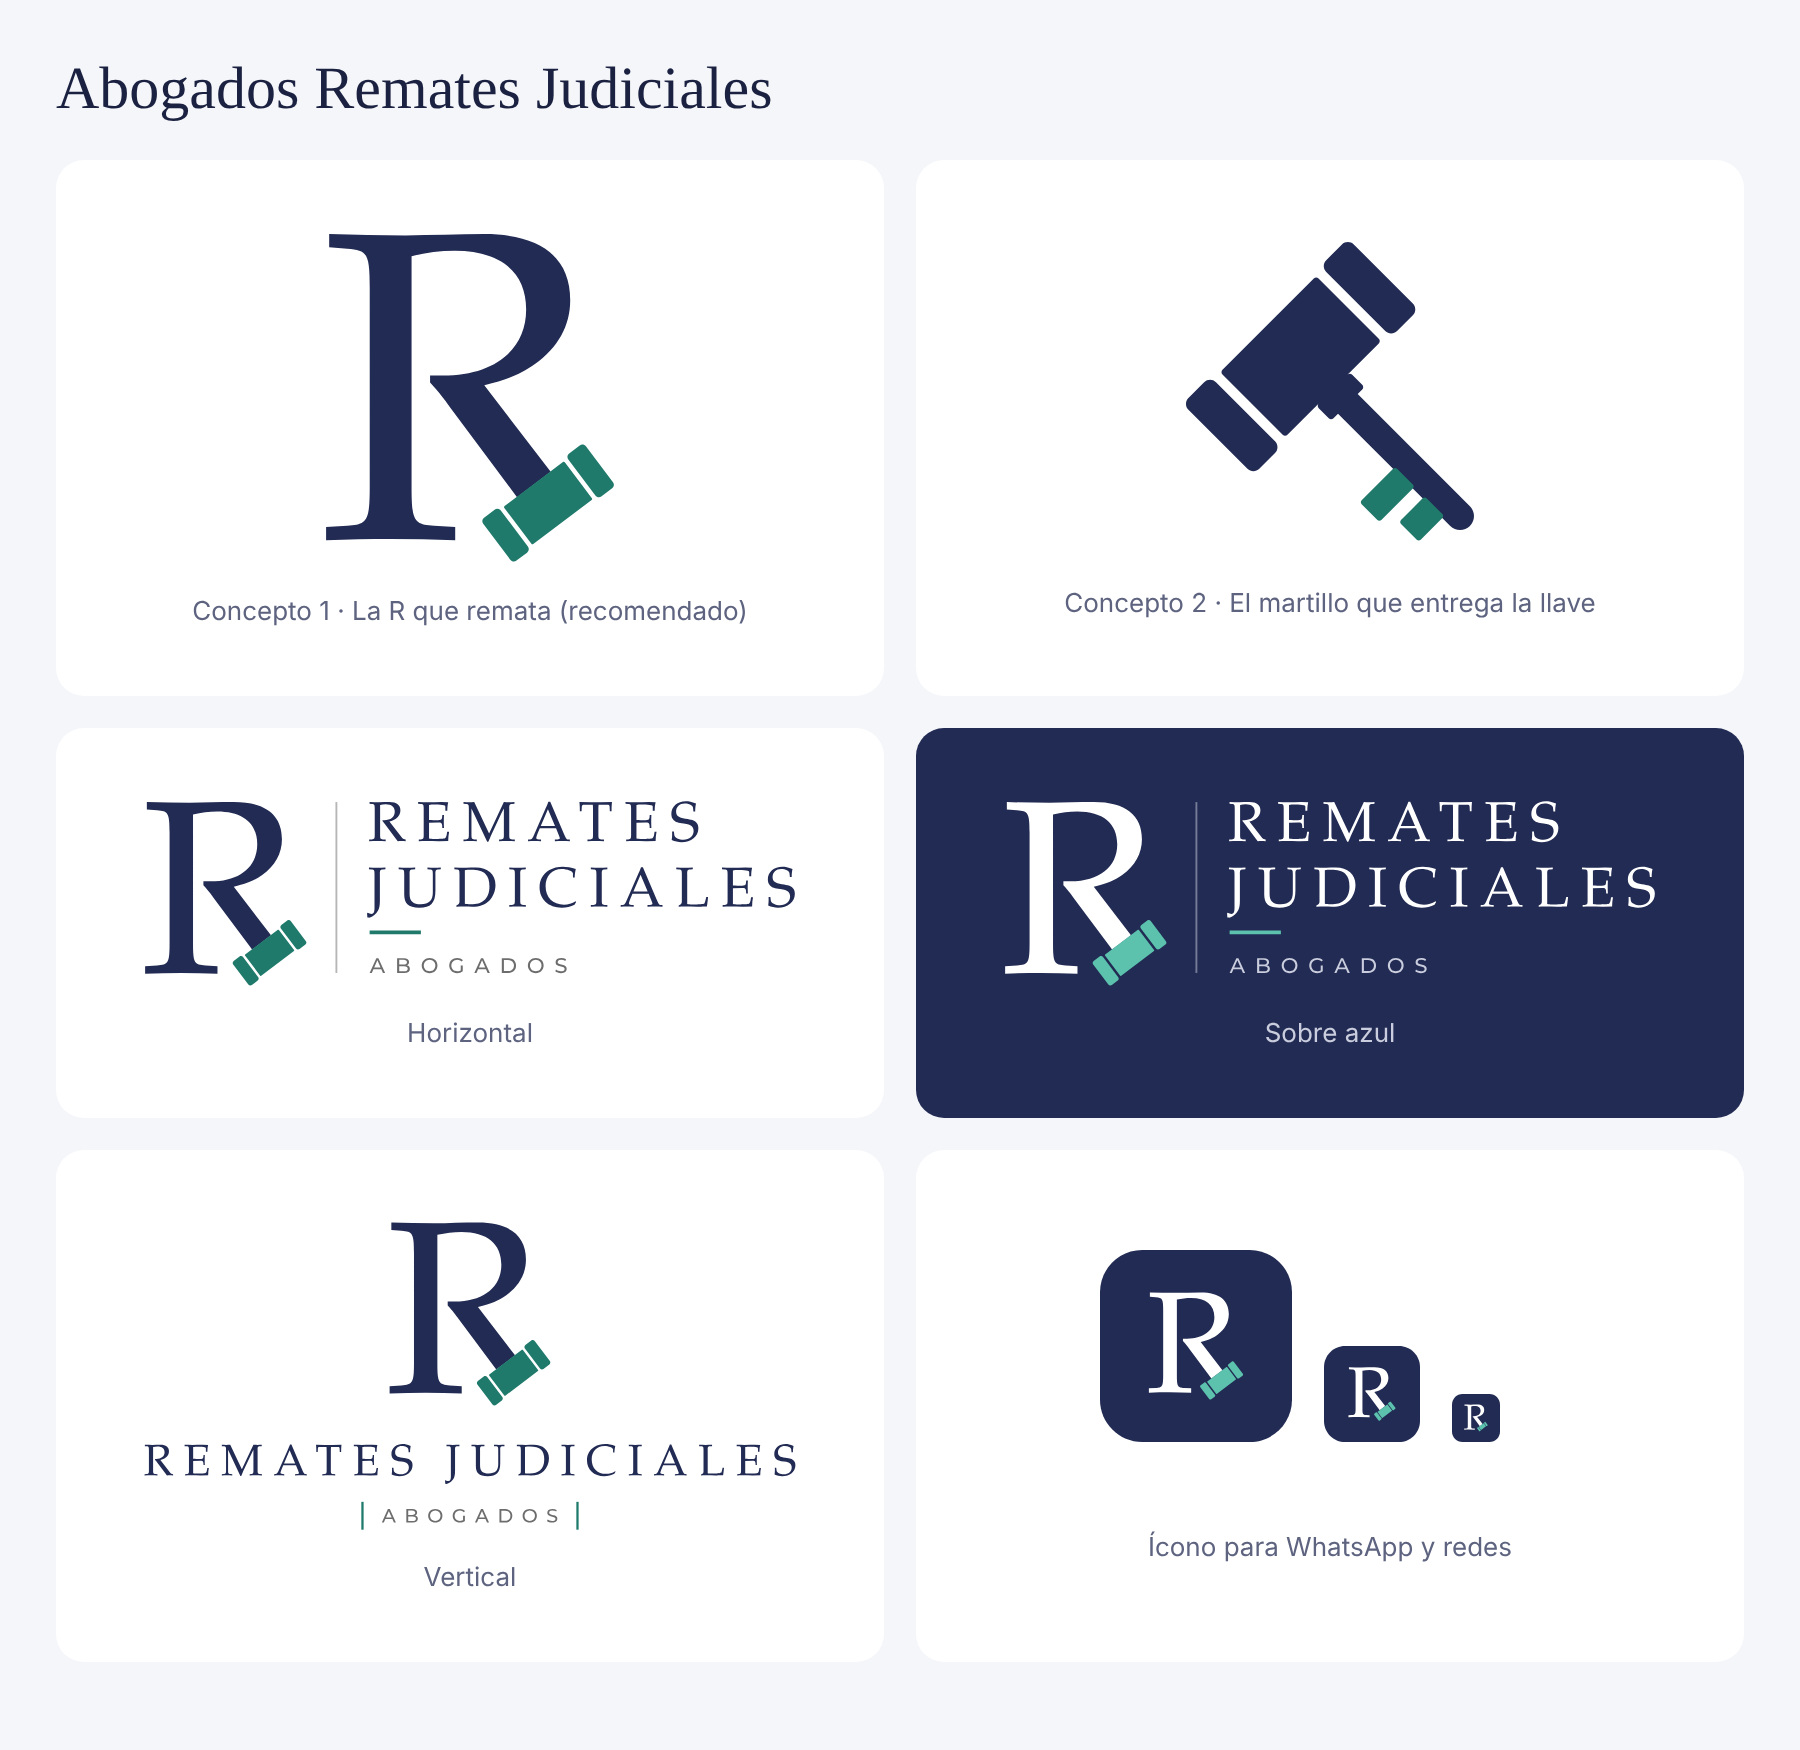 Abogados Remates Judiciales
R
Concepto 1 · La R que remata (recomendado)
Concepto 2 · El martillo que entrega la llave
R
REMATES
JUDICIALES
ABOGADOS
Horizontal
R
REMATES
JUDICIALES
ABOGADOS
Sobre azul
R
REMATES JUDICIALES
| ABOGADOS |
Vertical
R
R
R
Ícono para WhatsApp y redes